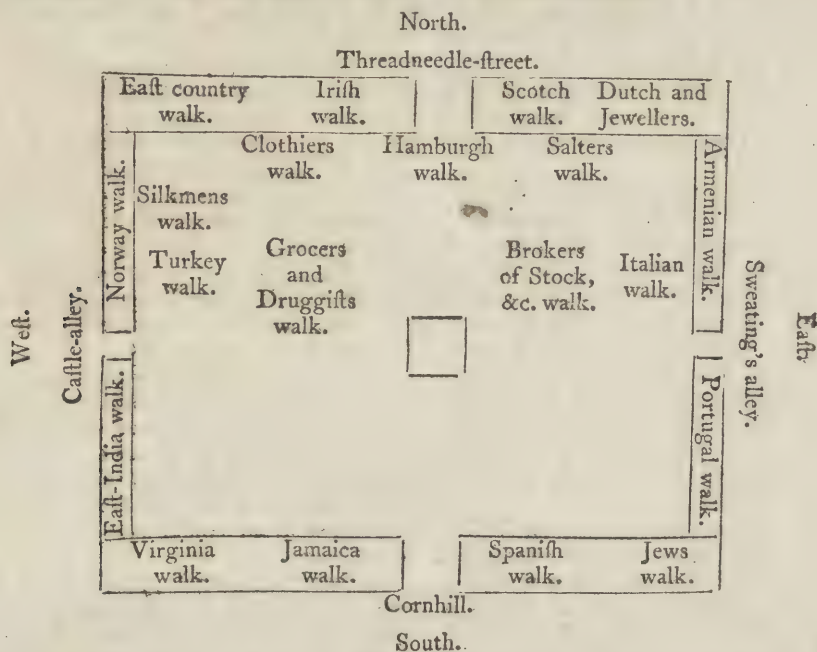 North.
Threadneedle-ſtreet.
Eaſt country
walk.
Iriſh
walk.
Scotch
walk.
Dutch and
Jewellers.
Clothiers
walk.
Hamburgh
walk.
Salters
walk.
Silkmens
walk.
Turkey
walk.
Grocers
and
Druggiſts
walk.
Brokers
of Stock,
&c. walk.
Italian
walk.
Norway walk.
Armenian walk.
Weſt.
Caſtle-alley.
Sweating's alley.
Eaſt.
Eaſt-India walk.
Portugal walk.
Virginia
walk.
Jamaica
walk.
Spaniſh
walk.
Jews
walk.
Cornhill.
South.